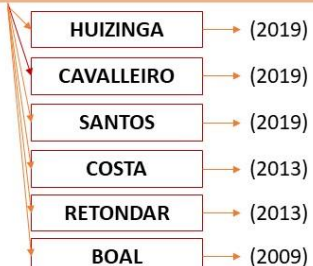 HUIZINGA (2019)
CAVALLEIRO (2019)
SANTOS (2019)
COSTA (2013)
RETONDAR (2013)
BOAL (2009)